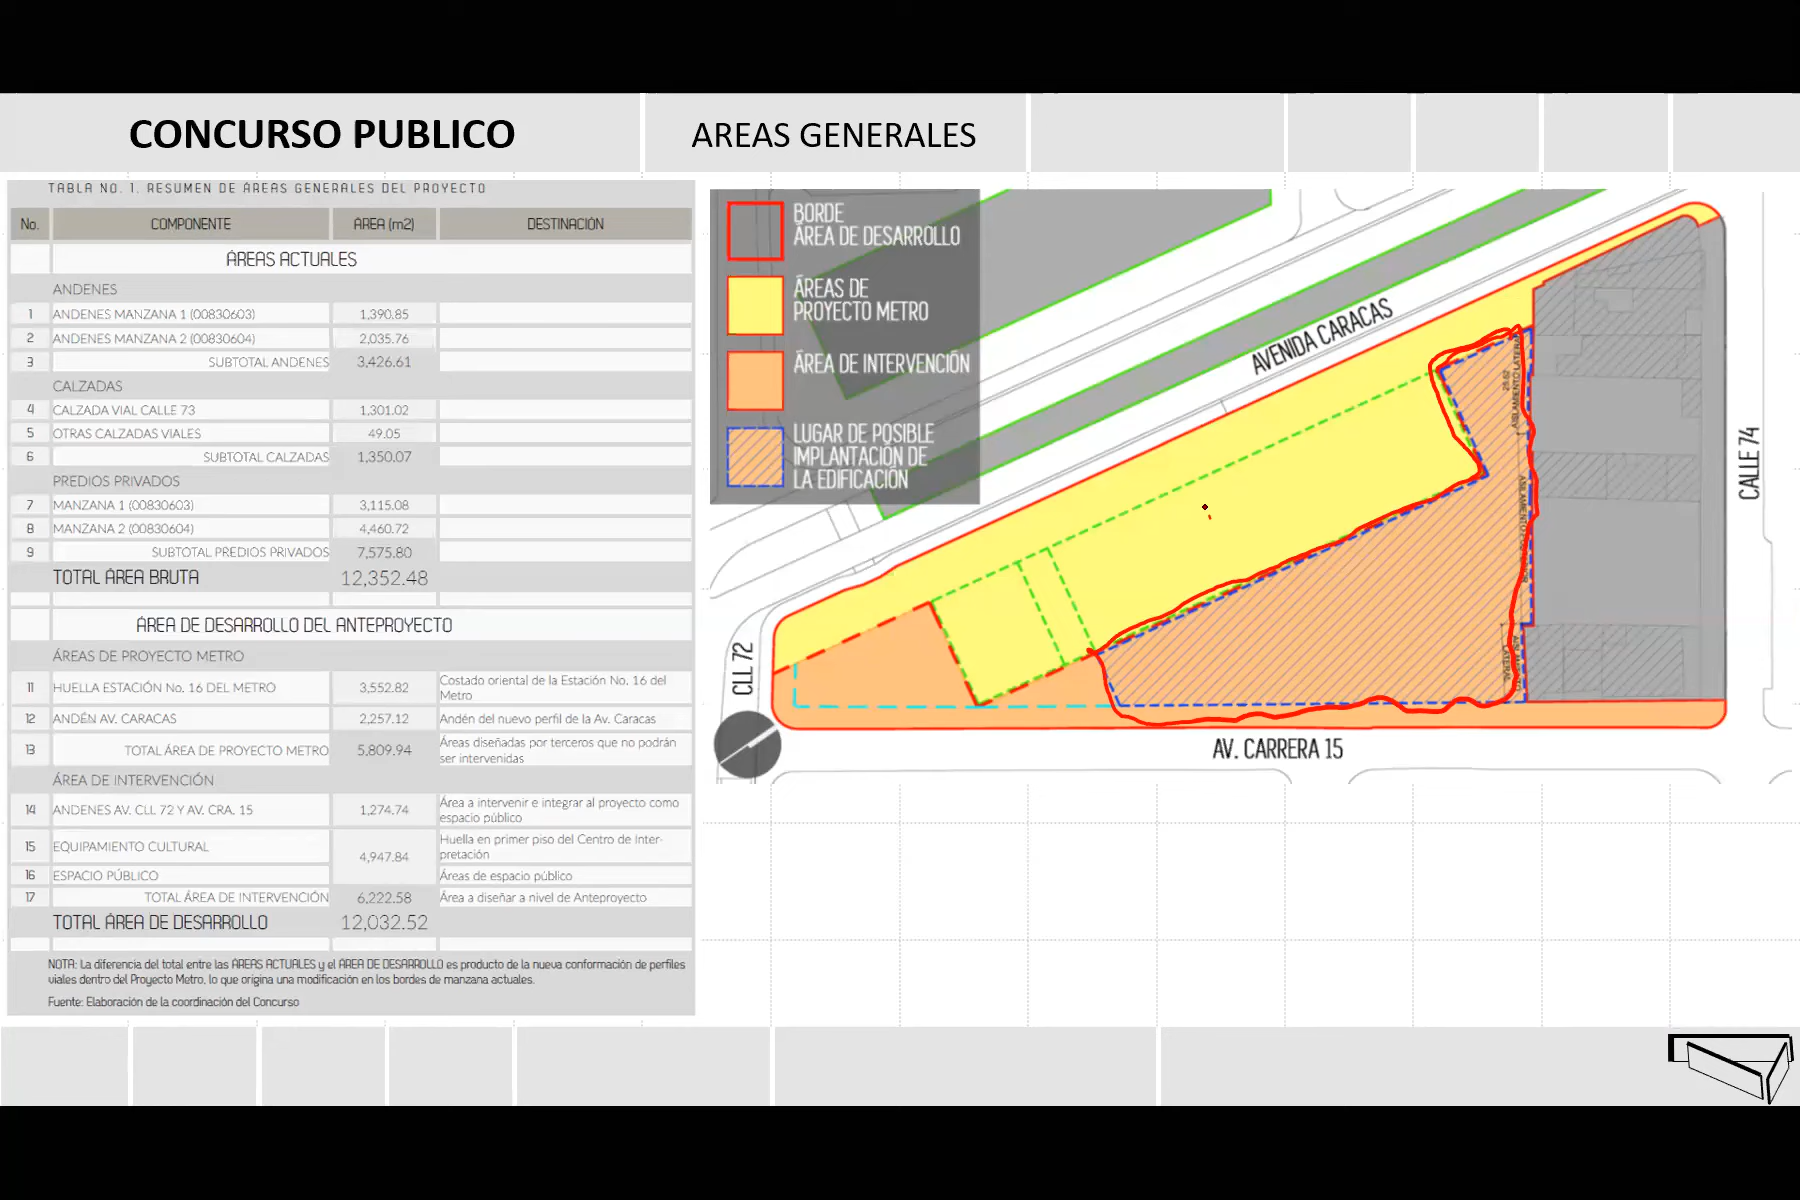 CONCURSO PUBLICO
AREAS GENERALES
TABLA NO. 1. RESUMEN DE ÁREAS GENERALES DEL PROYECTO
No. COMPONENTE ÁREA (m2) DESTINACIÓN
ÁREAS ACTUALES
ANDENES
1 ANDENES MANZANA 1 (00830603) 1,390.85
2 ANDENES MANZANA 2 (00830604) 2,035.76
3 SUBTOTAL ANDENES 3,426.61
CALZADAS
4 CALZADA VIAL CALLE 73 1,301.02
5 OTRAS CALZADAS VIALES 49.05
6 SUBTOTAL CALZADAS 1,350.07
PREDIOS PRIVADOS
7 MANZANA 1 (00830603) 3,115.08
8 MANZANA 2 (00830604) 4,460.72
9 SUBTOTAL PREDIOS PRIVADOS 7,575.80
TOTAL ÁREA BRUTA 12,352.48
ÁREA DE DESARROLLO DEL ANTEPROYECTO
ÁREAS DE PROYECTO METRO
11 HUELLA ESTACIÓN No. 16 DEL METRO 3,552.82 Costado oriental de la Estación No. 16 del
Metro
12 ANDÉN AV. CARACAS 2,257.12 Andén del nuevo perfil de la Av. Caracas
13 TOTAL ÁREA DE PROYECTO METRO 5,809.94 Áreas diseñadas por terceros que no podrán
ser intervenidas
ÁREA DE INTERVENCIÓN
14 ANDENES AV. CLL 72 Y AV. CRA. 15 1,274.74 Área a intervenir e integrar al proyecto como
espacio público
15 EQUIPAMIENTO CULTURAL 4,947.84 Huella en primer piso del Centro de Inter-
pretación
16 ESPACIO PÚBLICO Áreas de espacio público
17 TOTAL ÁREA DE INTERVENCIÓN 6,222.58 Área a diseñar a nivel de Anteproyecto
TOTAL ÁREA DE DESARROLLO 12,032.52
NOTA: La diferencia del total entre las ÁREAS ACTUALES y el ÁREA DE DESARROLLO es producto de la nueva conformación de perfiles
viales dentro del Proyecto Metro, lo que origina una modificación en los bordes de manzana actuales.
Fuente: Elaboración de la coordinación del Concurso
BORDE
ÁREA DE DESARROLLO
ÁREAS DE
PROYECTO METRO
ÁREA DE INTERVENCIÓN
LUGAR DE POSIBLE
IMPLANTACIÓN DE
LA EDIFICACIÓN
AVENIDA CARACAS
CALLE 74
CLL 72
AV. CARRERA 15